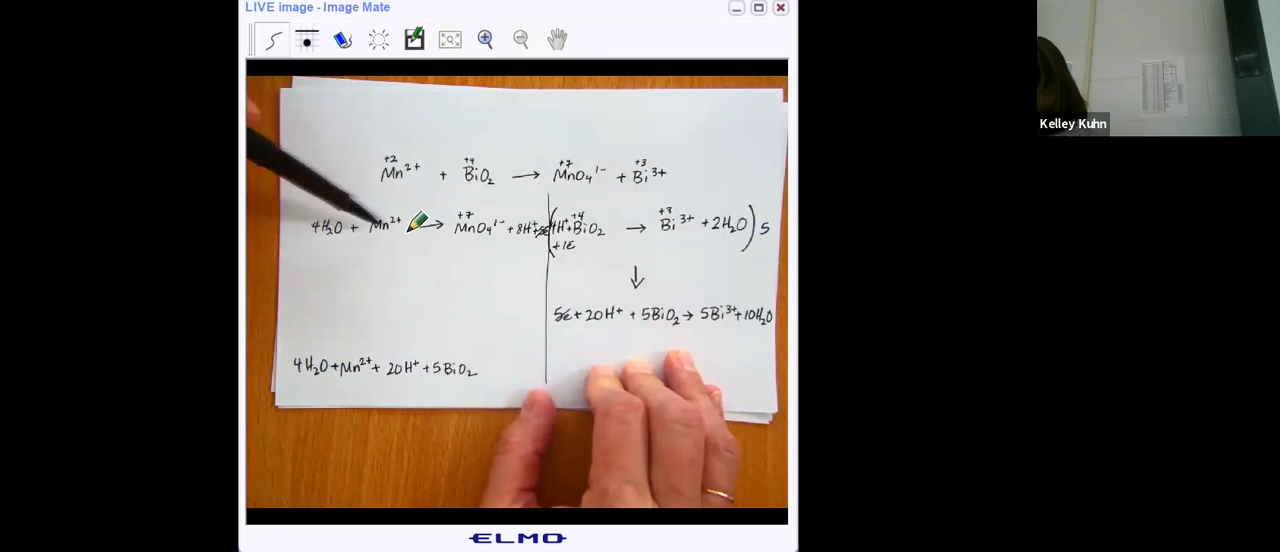 LIVE image - Image Mate
Kelley Kuhn
+2 +4 +7 +3
Mn²⁺ + BiO₂ → MnO₄¹⁻ + Bi³⁺
+7 +4 +3
4H₂O + Mn²⁺ → MnO₄¹⁻ + 8H⁺ + 5e (4H⁺ + BiO₂ → Bi³⁺ + 2H₂O) 5
+1e
↓
5e + 20H⁺ + 5BiO₂ → 5Bi³⁺ + 10H₂O
4H₂O + Mn²⁺ + 20H⁺ + 5BiO₂
ELMO